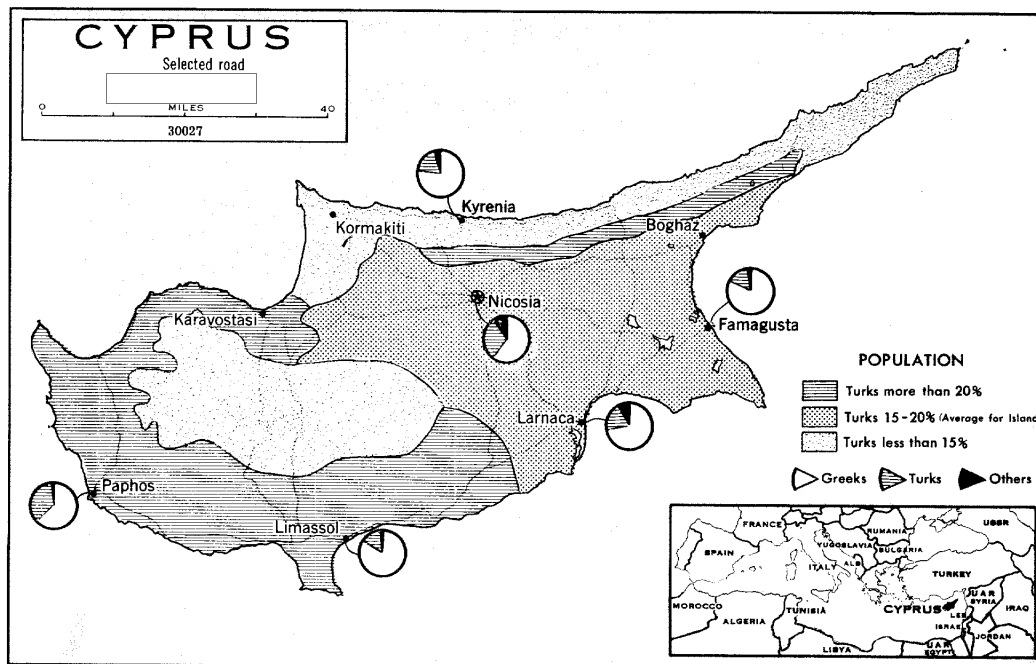 CYPRUS
Selected road
0 MILES 40
30027
Kyrenia
Kormakiti
Boghaz
Nicosia
Karavostasi
Famagusta
Larnaca
Paphos
Limassol
POPULATION
Turks more than 20%
Turks 15-20% (Average for Island
Turks less than 15%
Greeks Turks Others
FRANCE
USSR
RUMANIA
YUGOSLAVIA
BULGARIA
SPAIN
ITALY
ALB
TURKEY
UAR
SYRIA
CYPRUS
LEB
IRAQ
MOROCCO
TUNISIA
ISRAEL
ALGERIA
JORDAN
LIBYA
UAR
EGYPT